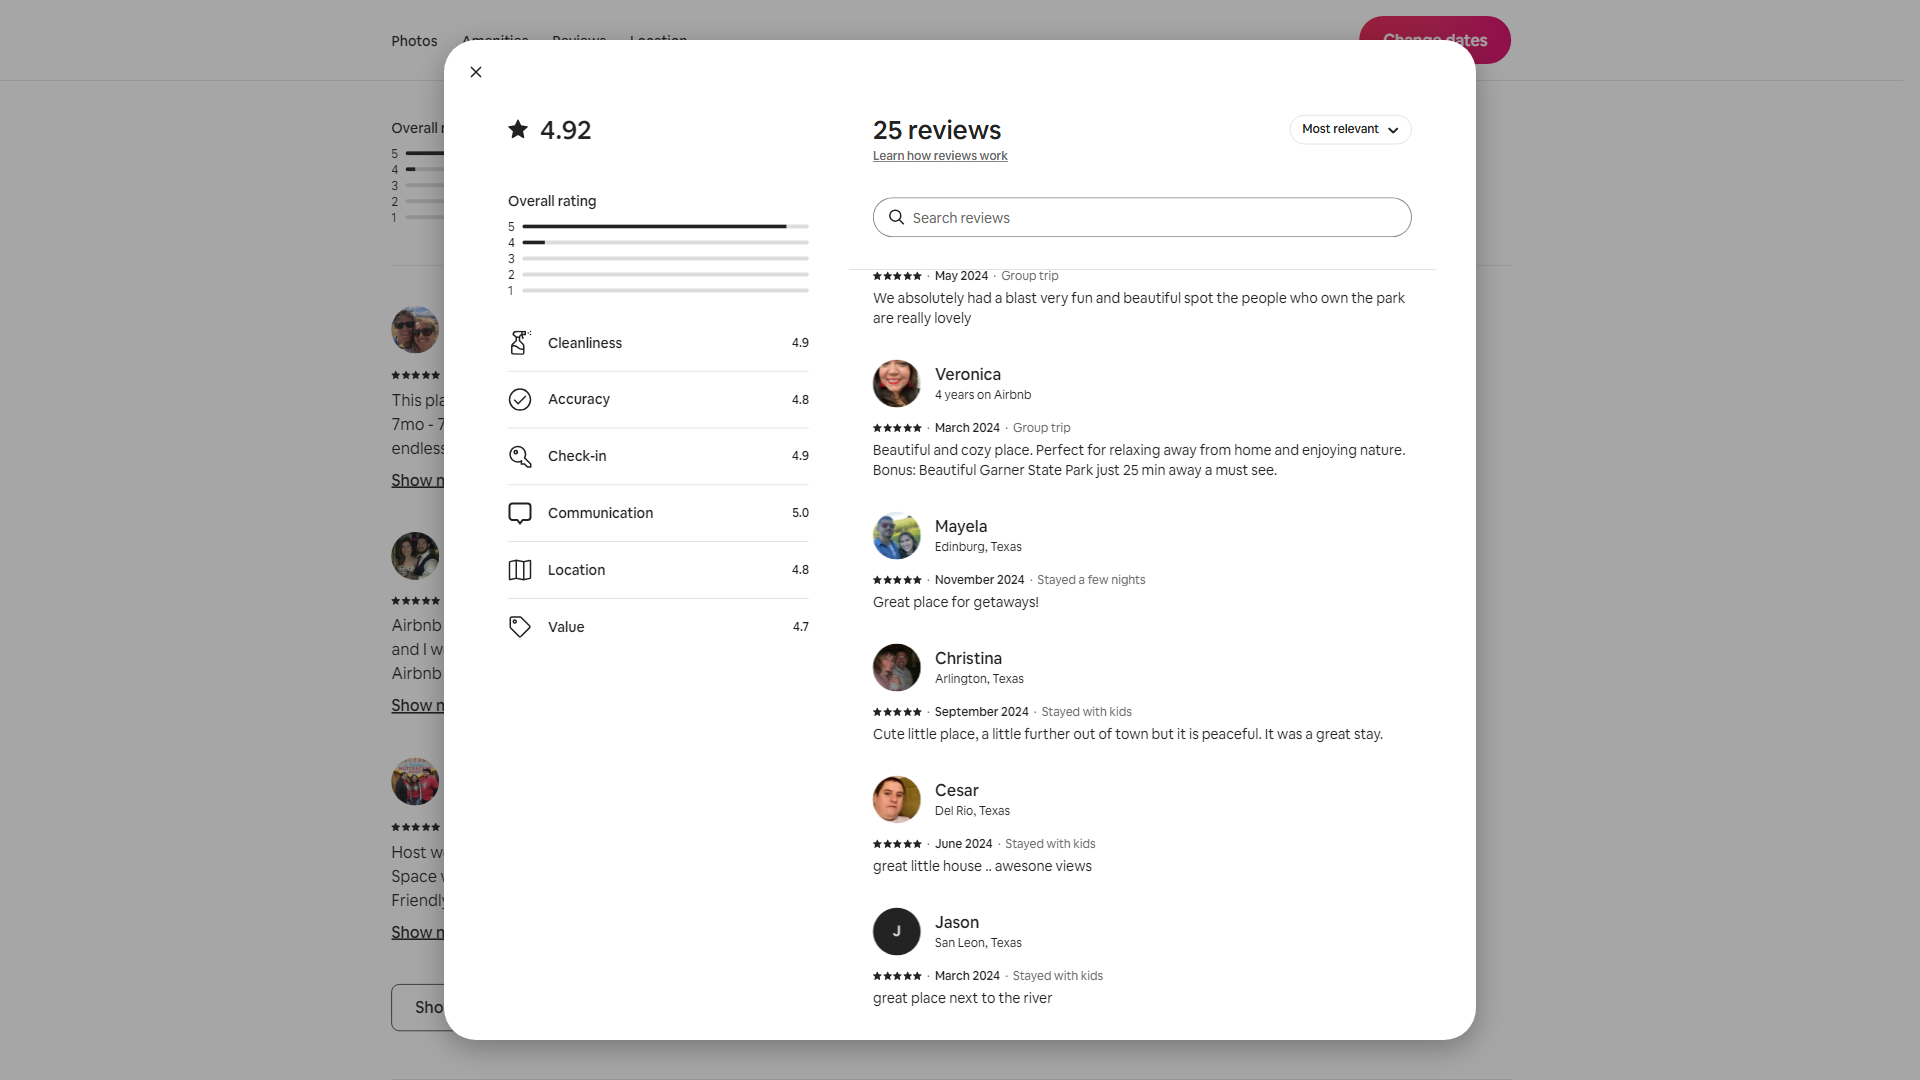 Photos
Change dates
Overall
5
4
3
2
1
This
7mo - 7
endless
Show
Airbnb
and I
Airbnb
Show
Host
Space
Friendly
Show
4.92
Overall rating
5
4
3
2
1
Cleanliness 4.9
Accuracy 4.8
Check-in 4.9
Communication 5.0
Location 4.8
Value 4.7
25 reviews
Learn how reviews work
Most relevant
Search reviews
★★★★★ · May 2024 · Group trip
We absolutely had a blast very fun and beautiful spot the people who own the park
are really lovely
Veronica
4 years on Airbnb
★★★★★ · March 2024 · Group trip
Beautiful and cozy place. Perfect for relaxing away from home and enjoying nature.
Bonus: Beautiful Garner State Park just 25 min away a must see.
Mayela
Edinburg, Texas
★★★★★ · November 2024 · Stayed a few nights
Great place for getaways!
Christina
Arlington, Texas
★★★★★ · September 2024 · Stayed with kids
Cute little place, a little further out of town but it is peaceful. It was a great stay.
Cesar
Del Rio, Texas
★★★★★ · June 2024 · Stayed with kids
great little house .. awesone views
J
Jason
San Leon, Texas
★★★★★ · March 2024 · Stayed with kids
great place next to the river